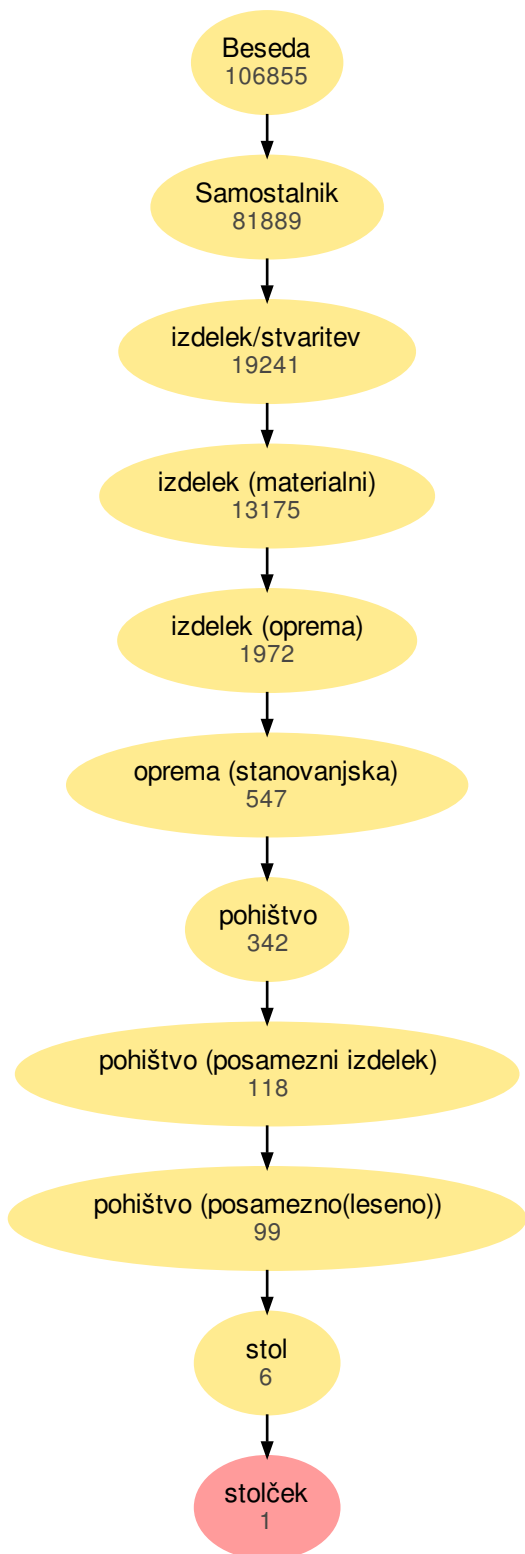 Beseda
106855
Samostalnik
81889
izdelek/stvaritev
19241
izdelek (materialni)
13175
izdelek (oprema)
1972
oprema (stanovanjska)
547
pohištvo
342
pohištvo (posamezni izdelek)
118
pohištvo (posamezno(leseno))
99
stol
6
stolček
1